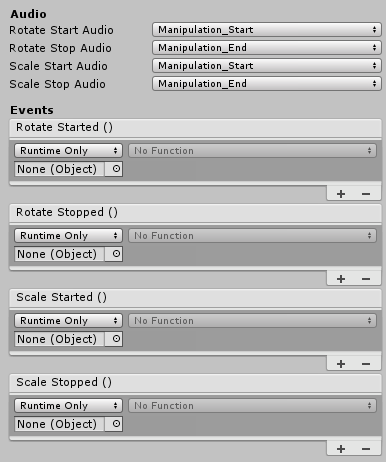 Audio
Rotate Start Audio Manipulation_Start
Rotate Stop Audio Manipulation_End
Scale Start Audio Manipulation_Start
Scale Stop Audio Manipulation_End
Events
Rotate Started ()
Runtime Only No Function
None (Object)
+ −
Rotate Stopped ()
Runtime Only No Function
None (Object)
+ −
Scale Started ()
Runtime Only No Function
None (Object)
+ −
Scale Stopped ()
Runtime Only No Function
None (Object)
+ −